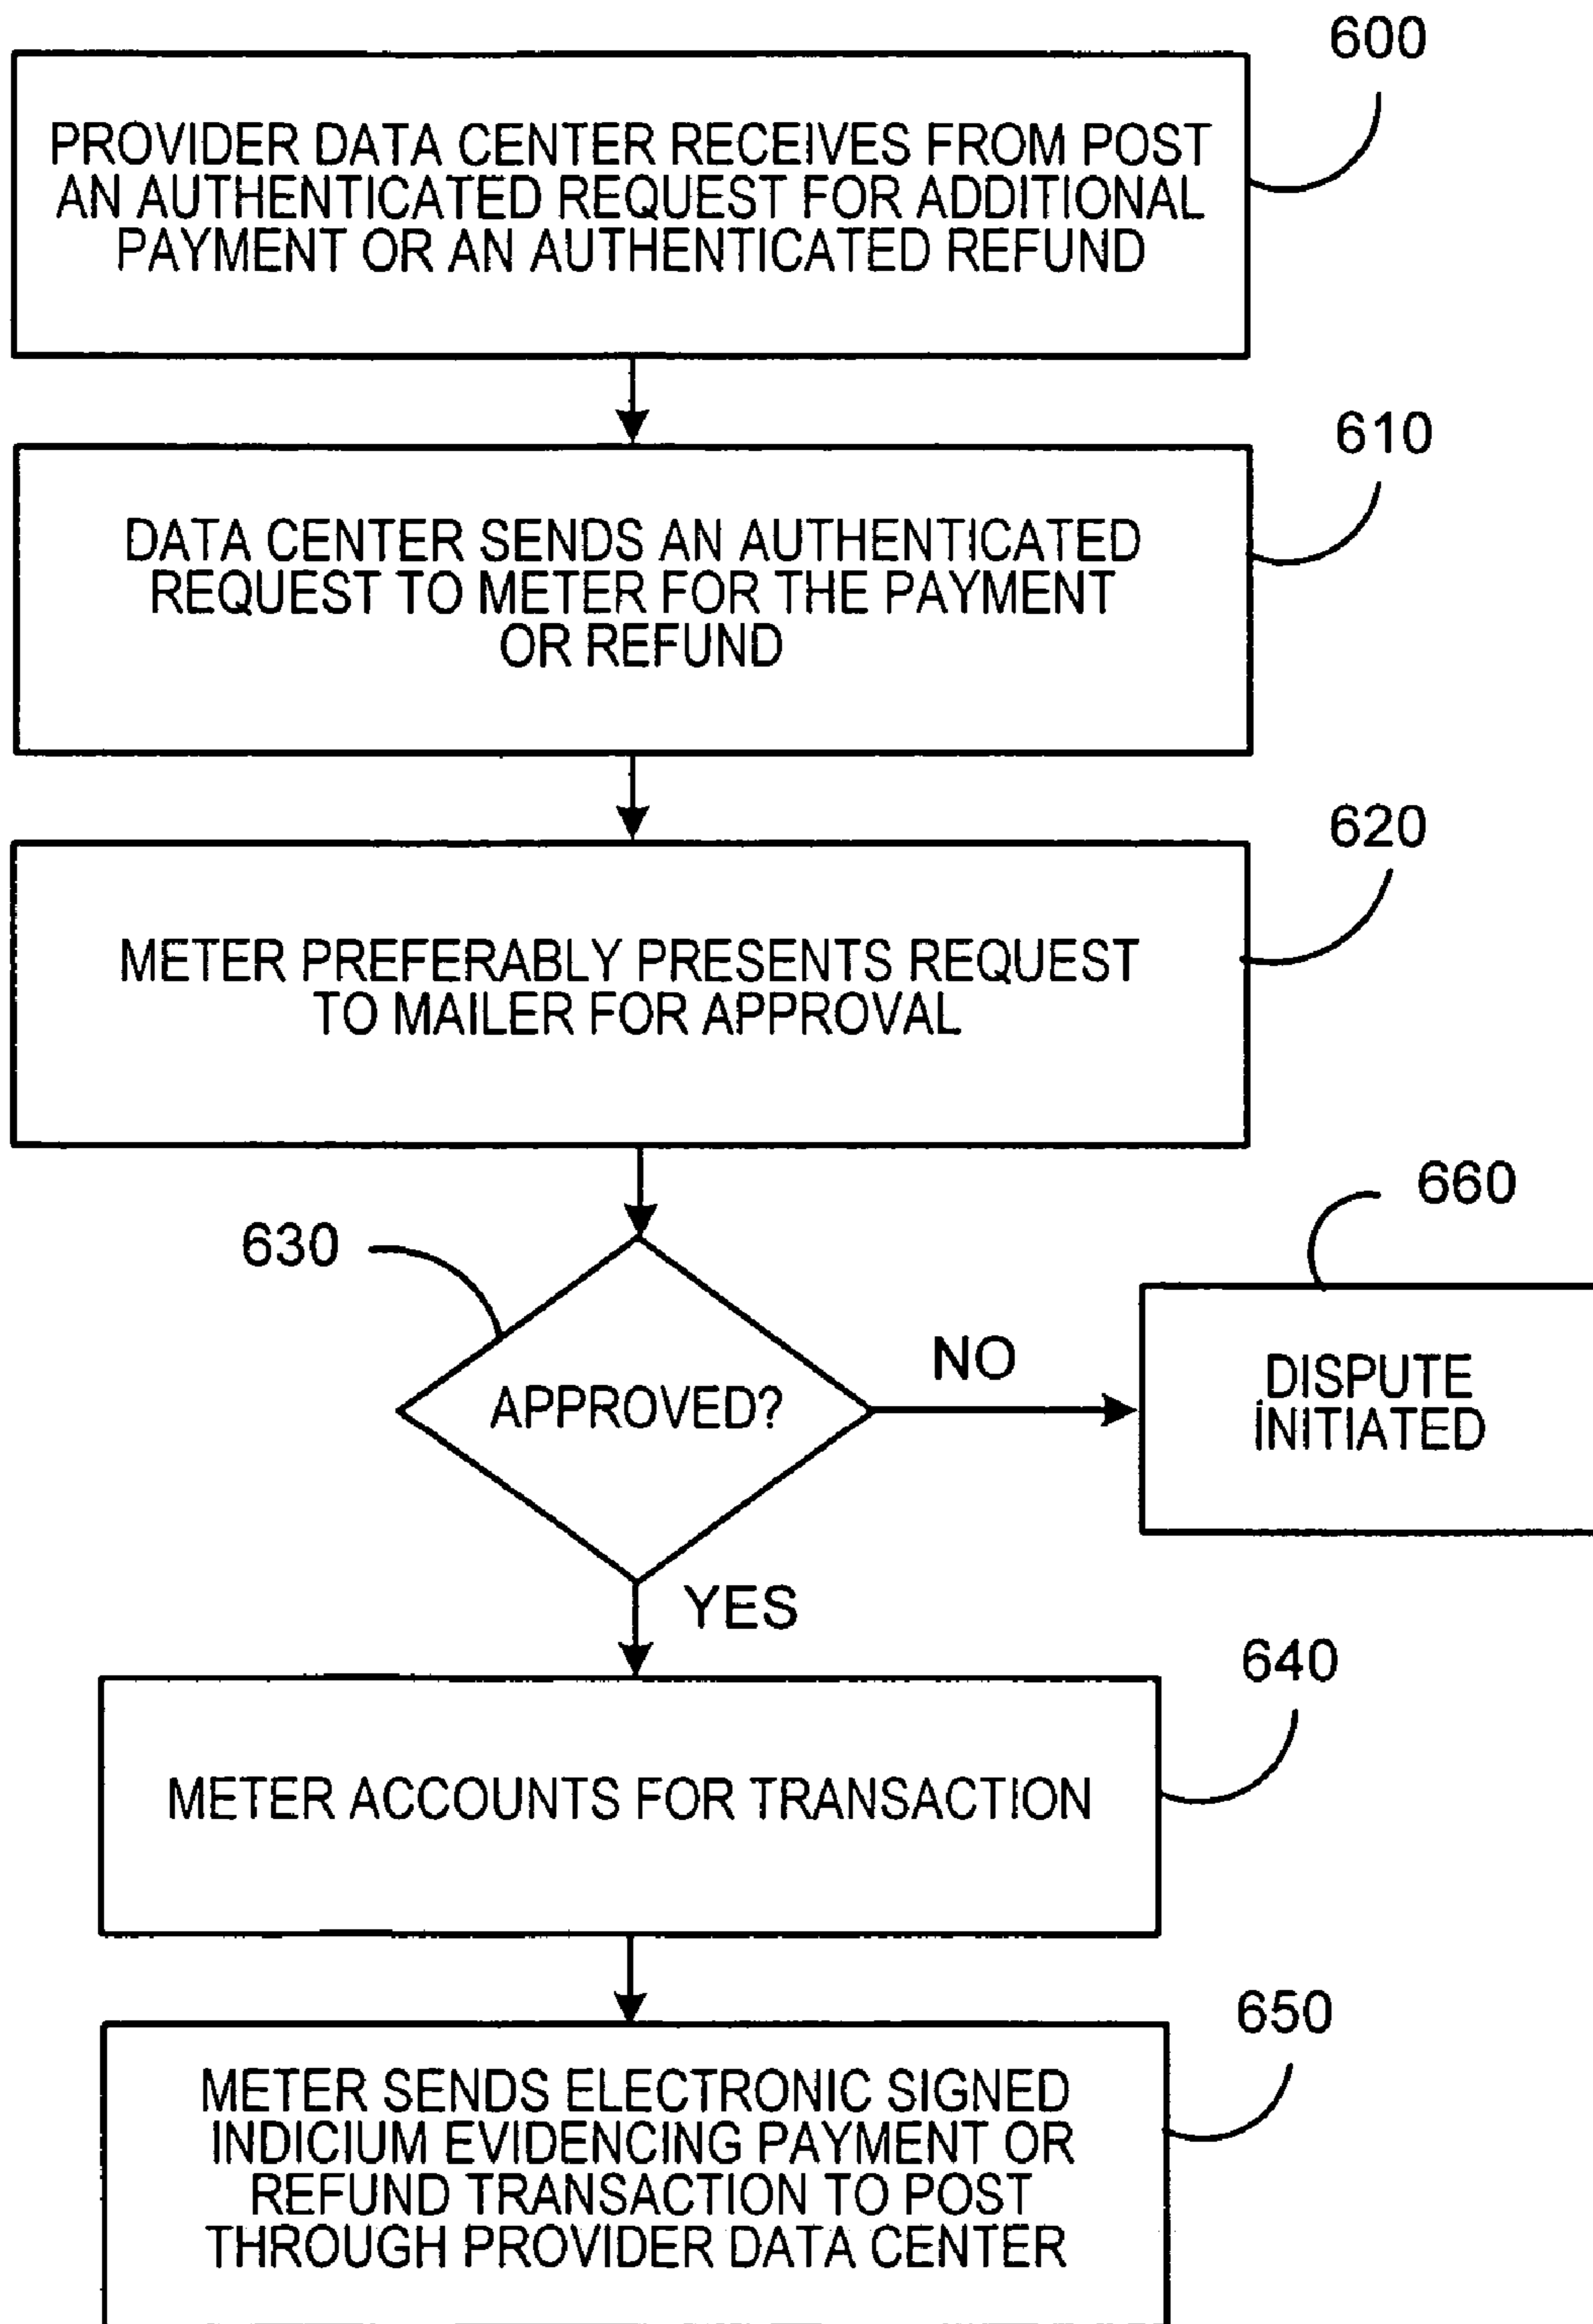 600
PROVIDER DATA CENTER RECEIVES FROM POST
AN AUTHENTICATED REQUEST FOR ADDITIONAL
PAYMENT OR AN AUTHENTICATED REFUND
610
DATA CENTER SENDS AN AUTHENTICATED
REQUEST TO METER FOR THE PAYMENT
OR REFUND
620
METER PREFERABLY PRESENTS REQUEST
TO MAILER FOR APPROVAL
630
APPROVED?
NO
660
DISPUTE
INITIATED
YES
640
METER ACCOUNTS FOR TRANSACTION
650
METER SENDS ELECTRONIC SIGNED
INDICIUM EVIDENCING PAYMENT OR
REFUND TRANSACTION TO POST
THROUGH PROVIDER DATA CENTER